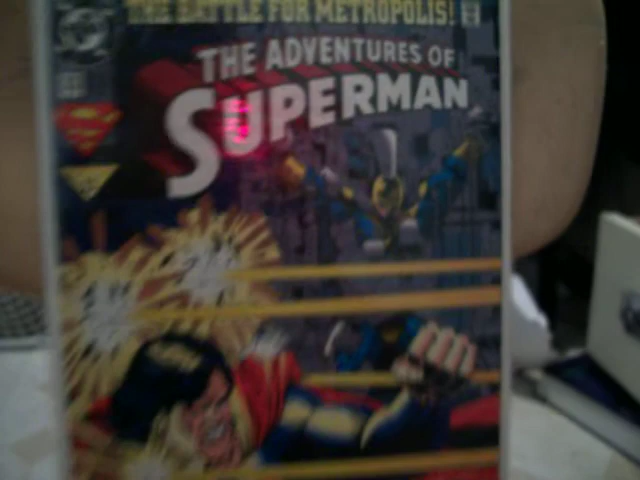 THE BATTLE FOR METROPOLIS!
THE ADVENTURES OF
SUPERMAN